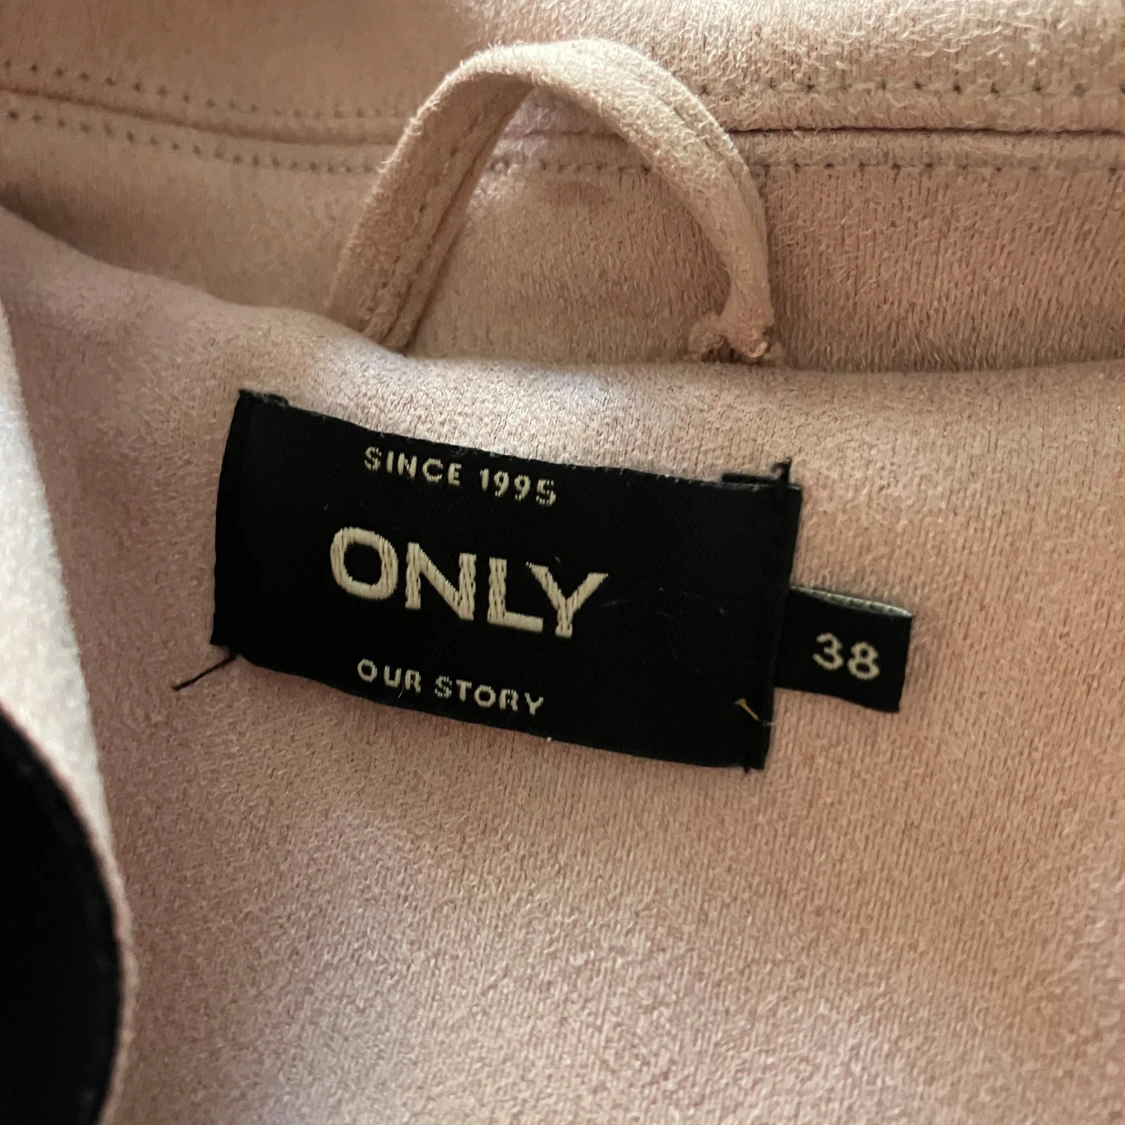 SINCE 1995
ONLY
OUR STORY
38